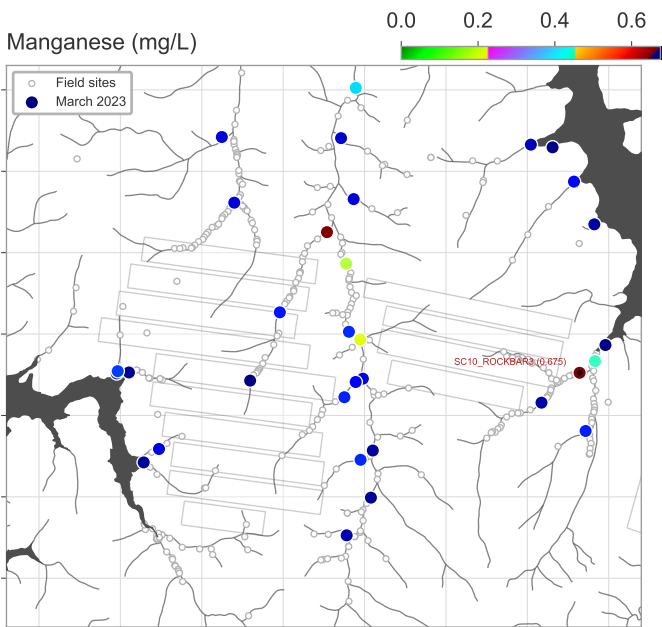 0.0 0.2 0.4 0.6
Manganese (mg/L)
Field sites
March 2023
SC10_ROCKBAR3 (0.675)